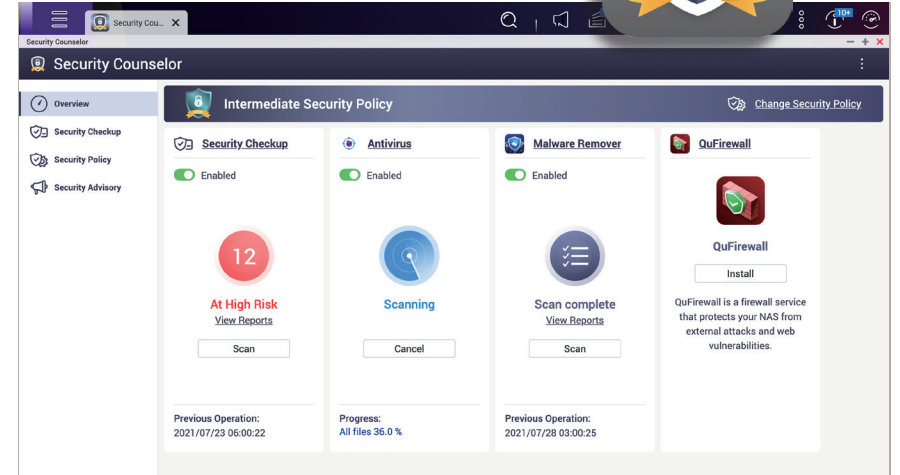 Security Cou...
10+
Security Counselor
Security Counselor
Overview
Security Checkup
Security Policy
Security Advisory
Intermediate Security Policy
Change Security Policy
Security Checkup
Enabled
12
At High Risk
View Reports
Scan
Previous Operation:
2021/07/23 06:00:22
Antivirus
Enabled
Scanning
Cancel
Progress:
All files 36.0 %
Malware Remover
Enabled
Scan complete
View Reports
Scan
Previous Operation:
2021/07/28 03:00:25
QuFirewall
QuFirewall
Install
QuFirewall is a firewall service
that protects your NAS from
external attacks and web
vulnerabilities.